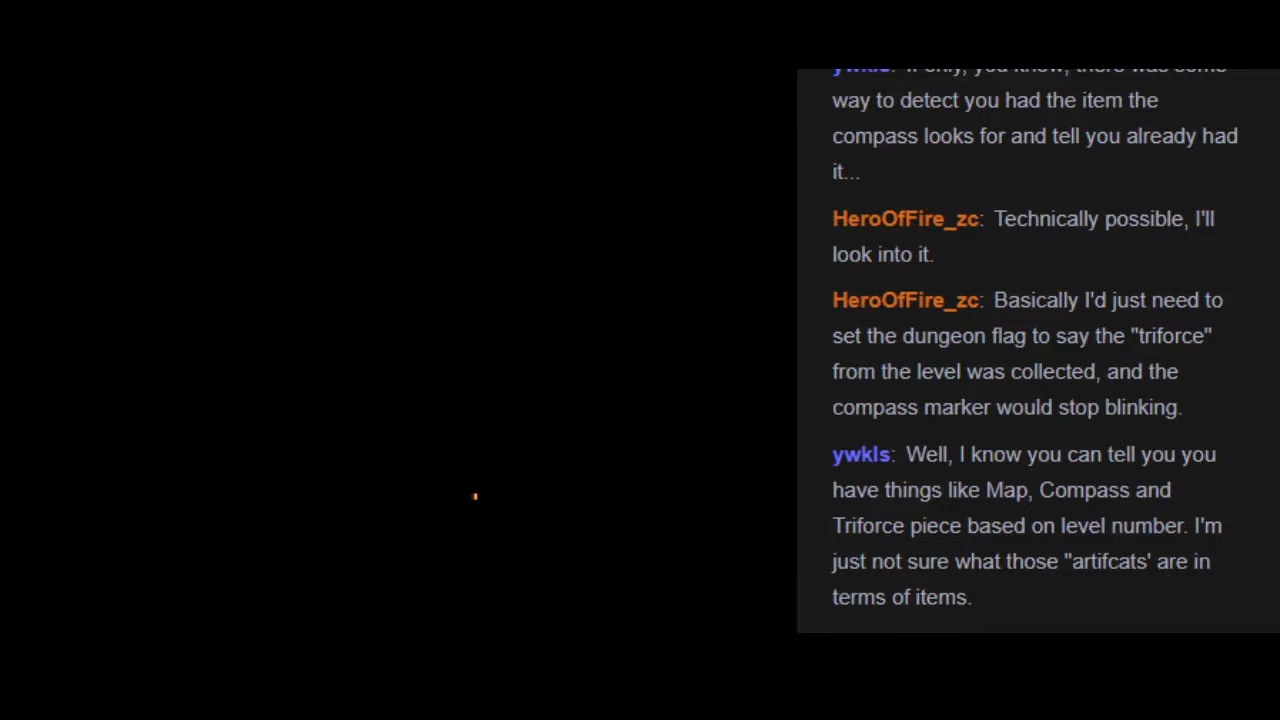 way to detect you had the item the
compass looks for and tell you already had
it...
HeroOfFire_zc: Technically possible, I'll
look into it.
HeroOfFire_zc: Basically I'd just need to
set the dungeon flag to say the "triforce"
from the level was collected, and the
compass marker would stop blinking.
ywkls: Well, I know you can tell you you
have things like Map, Compass and
Triforce piece based on level number. I'm
just not sure what those "artifcats' are in
terms of items.